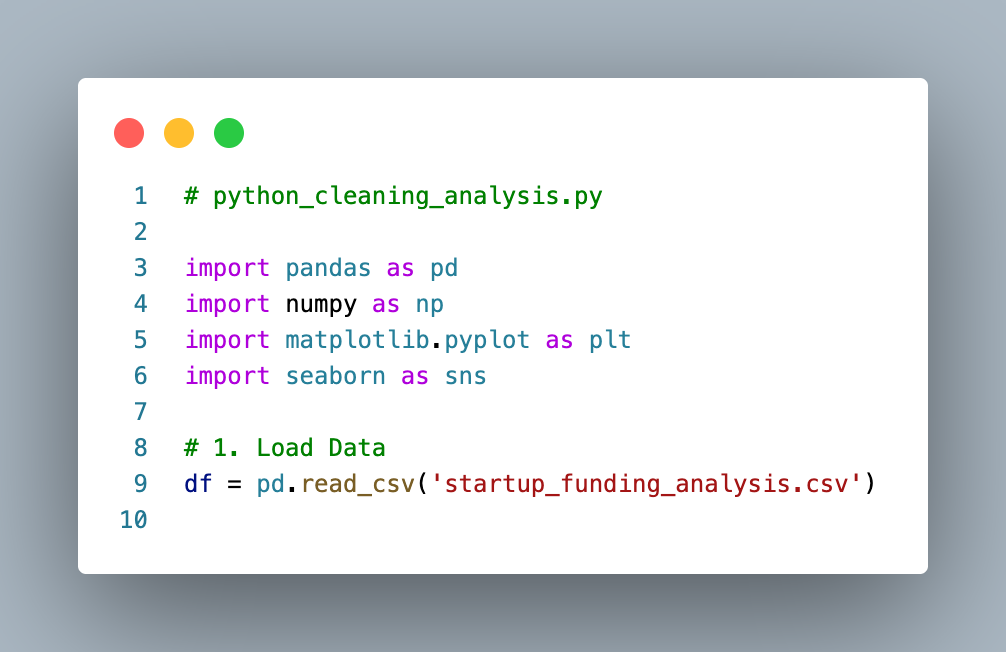 1 # python_cleaning_analysis.py
2
3 import pandas as pd
4 import numpy as np
5 import matplotlib.pyplot as plt
6 import seaborn as sns
7
8 # 1. Load Data
9 df = pd.read_csv('startup_funding_analysis.csv')
10